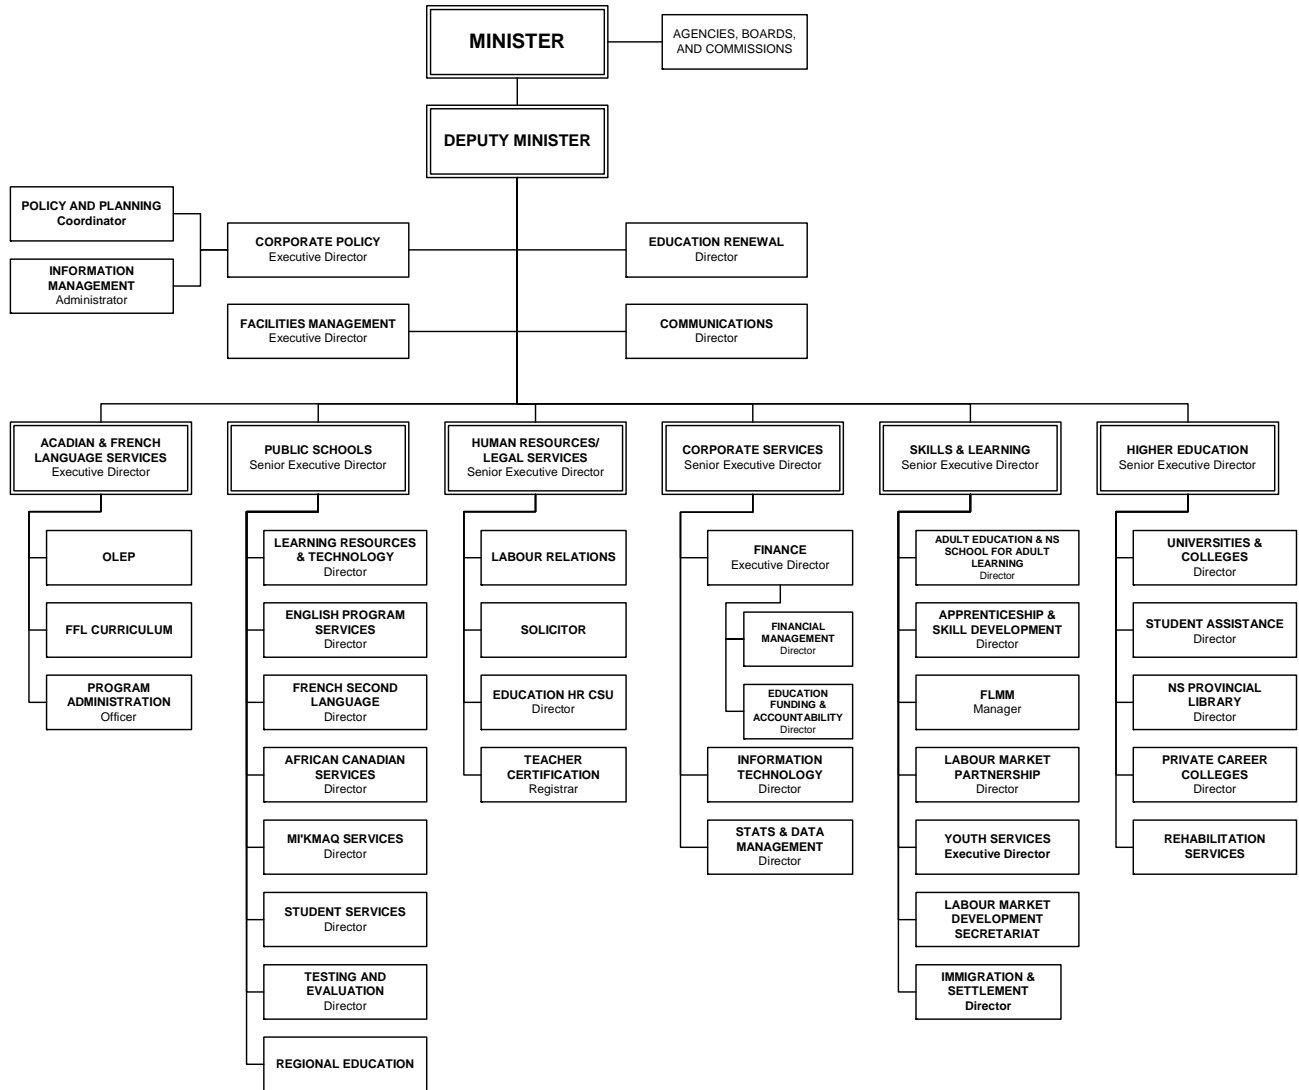 MINISTER
AGENCIES, BOARDS,
AND COMMISSIONS
DEPUTY MINISTER
POLICY AND PLANNING
Coordinator
INFORMATION
MANAGEMENT
Administrator
CORPORATE POLICY
Executive Director
EDUCATION RENEWAL
Director
FACILITIES MANAGEMENT
Executive Director
COMMUNICATIONS
Director
ACADIAN & FRENCH
LANGUAGE SERVICES
Executive Director
PUBLIC SCHOOLS
Senior Executive Director
HUMAN RESOURCES/
LEGAL SERVICES
Senior Executive Director
CORPORATE SERVICES
Senior Executive Director
SKILLS & LEARNING
Senior Executive Director
HIGHER EDUCATION
Senior Executive Director
OLEP
FFL CURRICULUM
PROGRAM
ADMINISTRATION
Officer
LEARNING RESOURCES
& TECHNOLOGY
Director
ENGLISH PROGRAM
SERVICES
Director
FRENCH SECOND
LANGUAGE
Director
AFRICAN CANADIAN
SERVICES
Director
MI'KMAQ SERVICES
Director
STUDENT SERVICES
Director
TESTING AND
EVALUATION
Director
REGIONAL EDUCATION
LABOUR RELATIONS
SOLICITOR
EDUCATION HR CSU
Director
TEACHER
CERTIFICATION
Registrar
FINANCE
Executive Director
FINANCIAL
MANAGEMENT
Director
EDUCATION
FUNDING &
ACCOUNTABILITY
Director
INFORMATION
TECHNOLOGY
Director
STATS & DATA
MANAGEMENT
Director
ADULT EDUCATION & NS
SCHOOL FOR ADULT
LEARNING
Director
APPRENTICESHIP &
SKILL DEVELOPMENT
Director
FLMM
Manager
LABOUR MARKET
PARTNERSHIP
Director
YOUTH SERVICES
Executive Director
LABOUR MARKET
DEVELOPMENT
SECRETARIAT
IMMIGRATION &
SETTLEMENT
Director
UNIVERSITIES &
COLLEGES
Director
STUDENT ASSISTANCE
Director
NS PROVINCIAL
LIBRARY
Director
PRIVATE CAREER
COLLEGES
Director
REHABILITATION
SERVICES